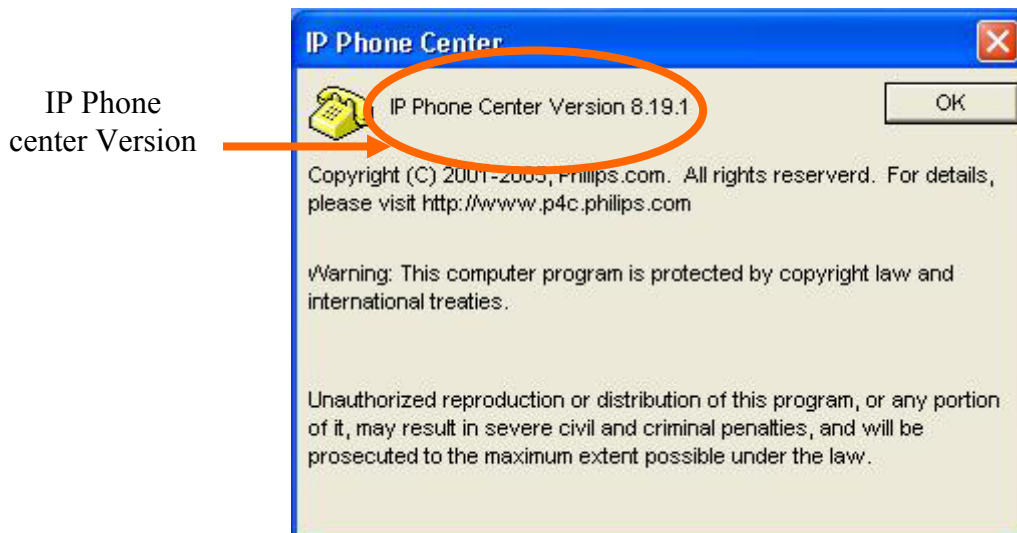 IP Phone Center
IP Phone
center Version
IP Phone Center Version 8.19.1
OK
Copyright (C) 2001-2005, Philips.com. All rights reserverd. For details,
please visit http://www.p4c.philips.com
Warning: This computer program is protected by copyright law and
international treaties.
Unauthorized reproduction or distribution of this program, or any portion
of it, may result in severe civil and criminal penalties, and will be
prosecuted to the maximum extent possible under the law.